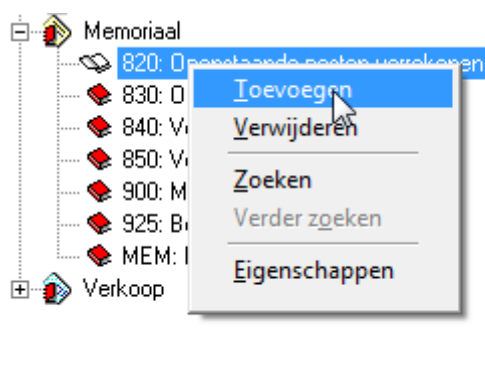 Memoriaal
820: Openstaande posten verrekenen
830: O
Toevoegen
840: V
Verwijderen
850: V
900: M
Zoeken
925: B
Verder zoeken
MEM:
Eigenschappen
Verkoop